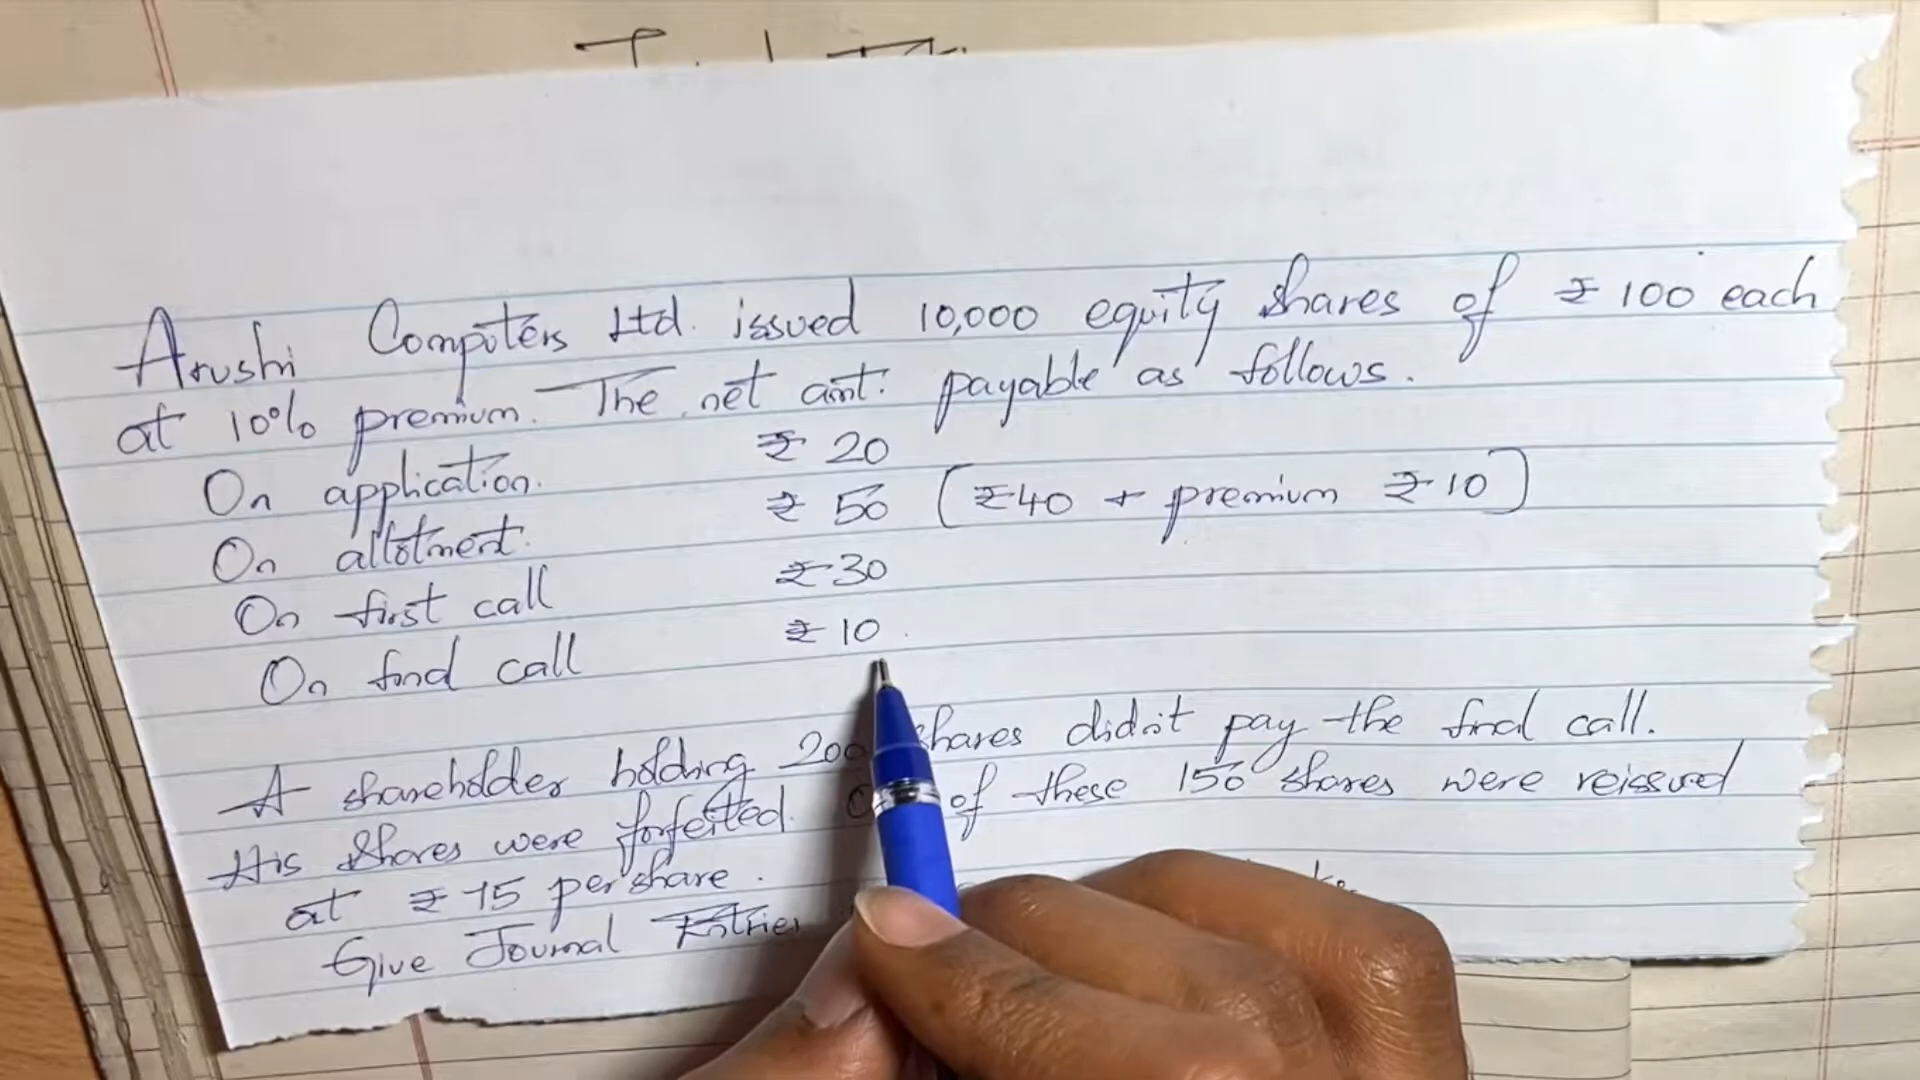 Arushi Computers Ltd. issued 10,000 equity shares of ₹ 100 each
at 10% premium. The net amt. payable as follows.
On application. ₹ 20
On allotment. ₹ 50 (₹40 + premium ₹ 10)
On first call ₹ 30
On final call ₹ 10.
A shareholder holding 200 shares didn't pay the final call.
His shares were forfeited. of these 150 shares were reissued
at ₹ 75 per share.
Give Journal Entries